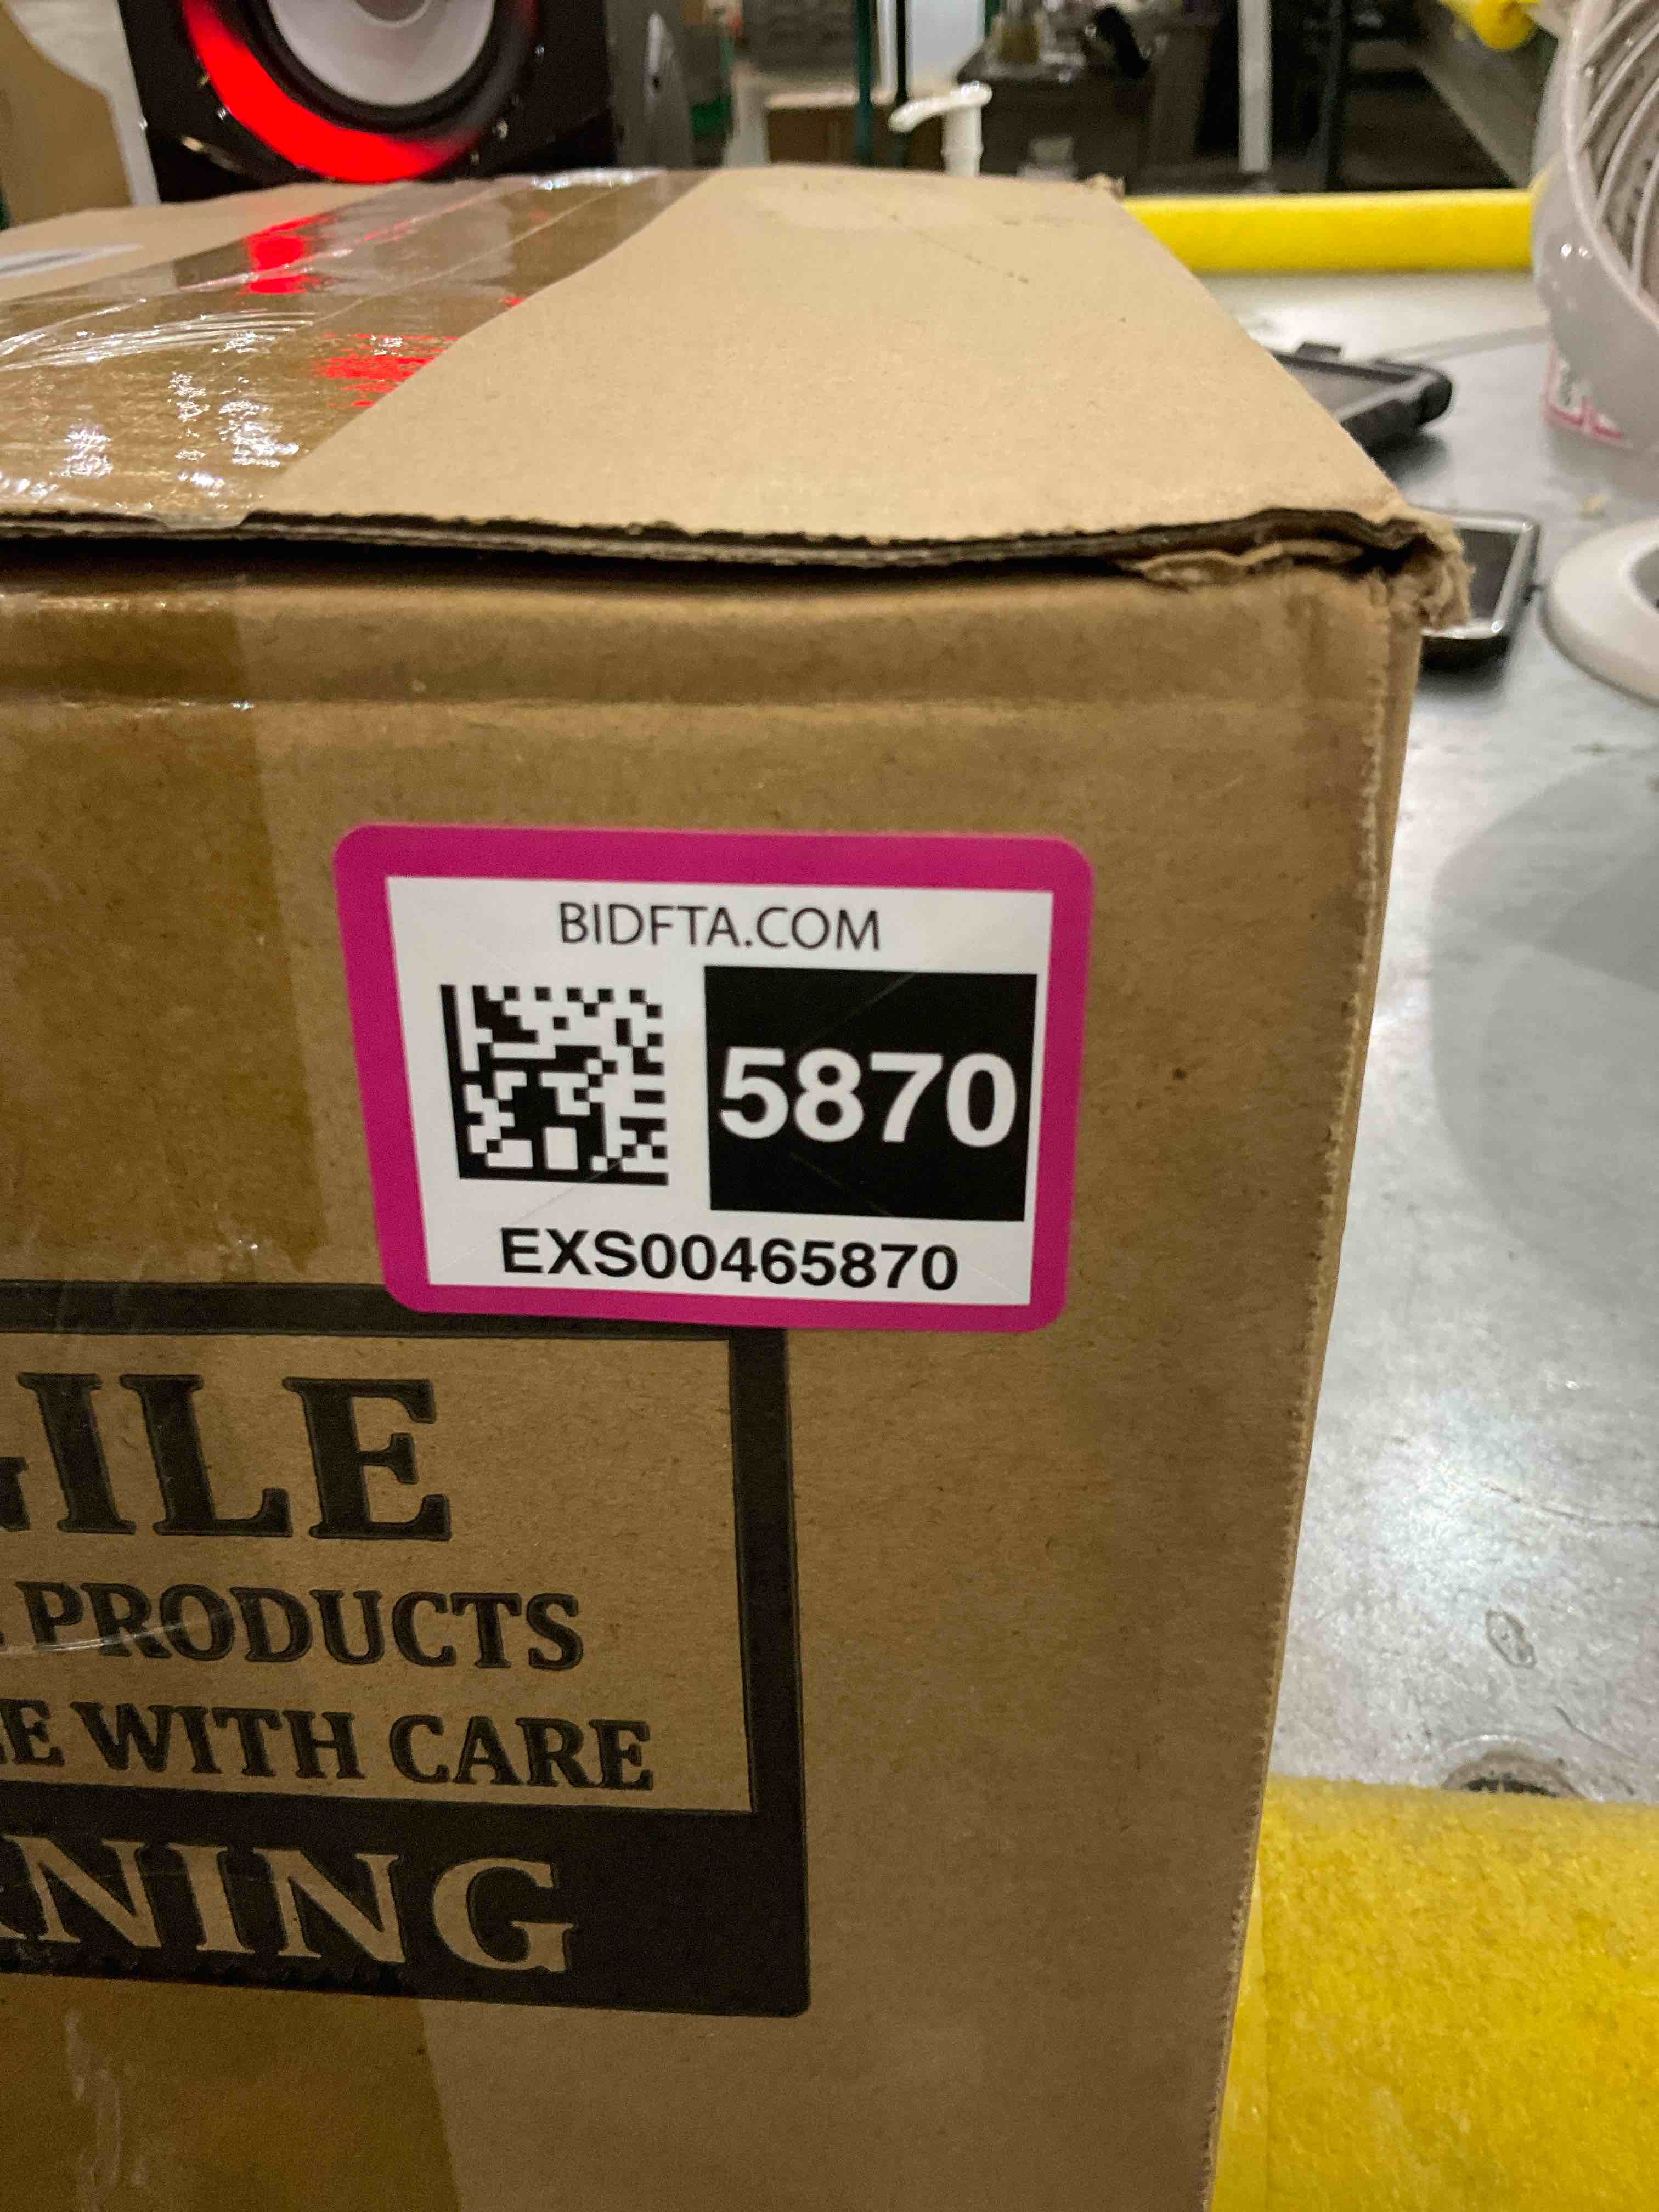 BIDFTA.COM
5870
EXS00465870
GILE
PRODUCTS
E WITH CARE
NING